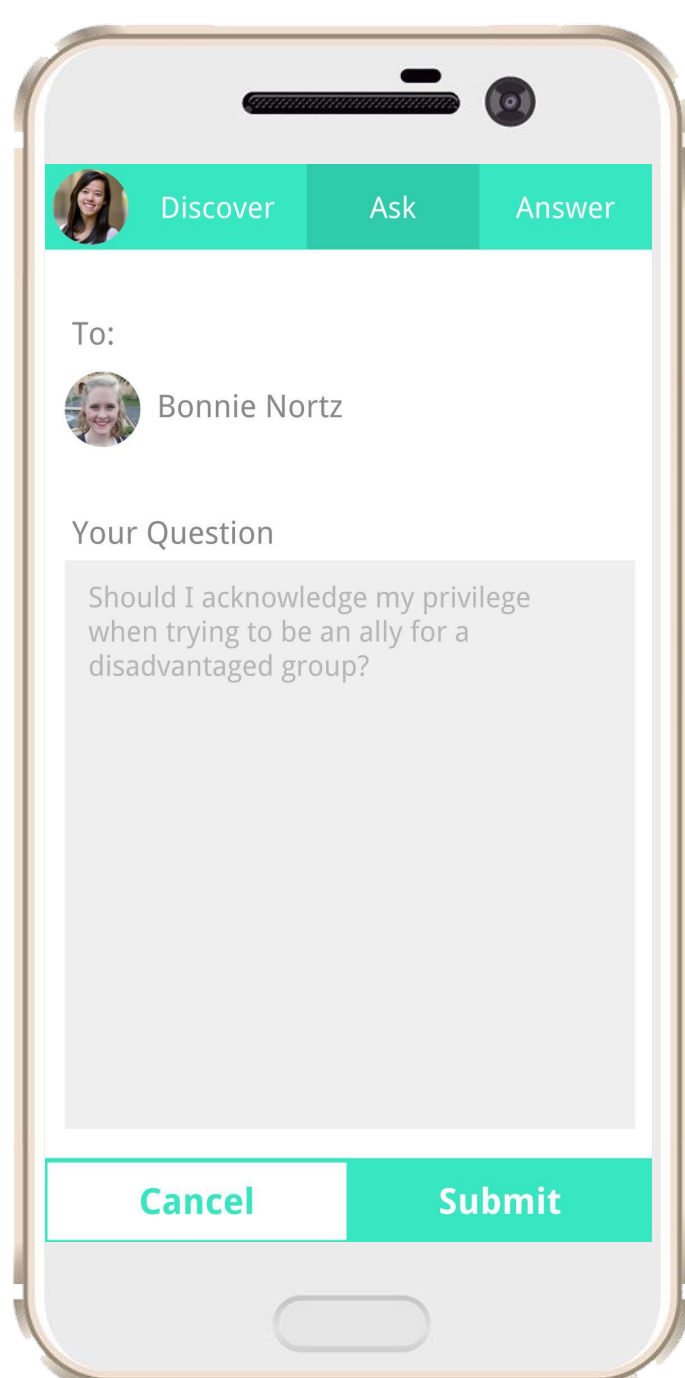 Discover Ask Answer
To:
Bonnie Nortz
Your Question
Should I acknowledge my privilege
when trying to be an ally for a
disadvantaged group?
Cancel Submit